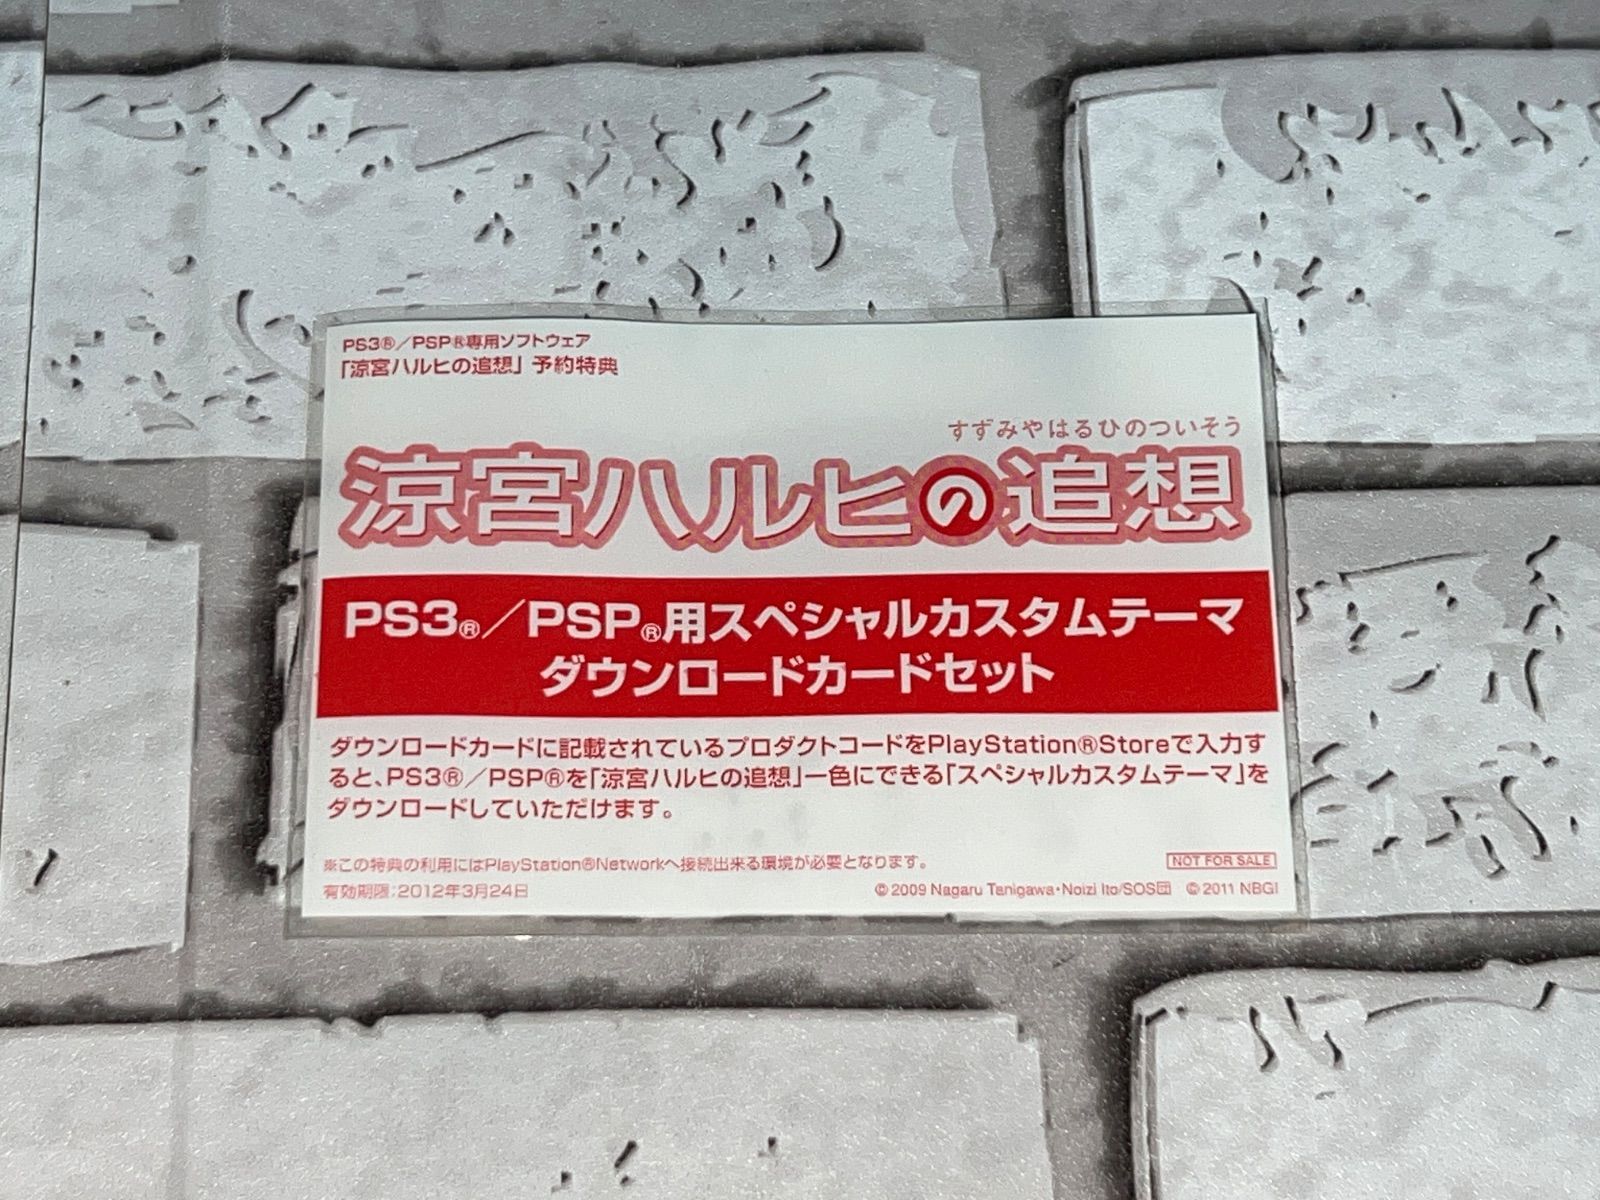 PS3®／PSP®専用ソフトウェア
「涼宮ハルヒの追想」予約特典
すずみやはるひのついそう
涼宮ハルヒの追想
PS3®／PSP®用スペシャルカスタムテーマ
ダウンロードカードセット
ダウンロードカードに記載されているプロダクトコードをPlayStation®Storeで入力す
ると、PS3®／PSP®を「涼宮ハルヒの追想」一色にできる「スペシャルカスタムテーマ」を
ダウンロードしていただけます。
※この特典の利用にはPlayStation®Networkへ接続出来る環境が必要となります。
NOT FOR SALE
有効期限：2012年3月24日
©2009 Nagaru Tanigawa・Noizi Ito/SOS団 ©2011 NBGI